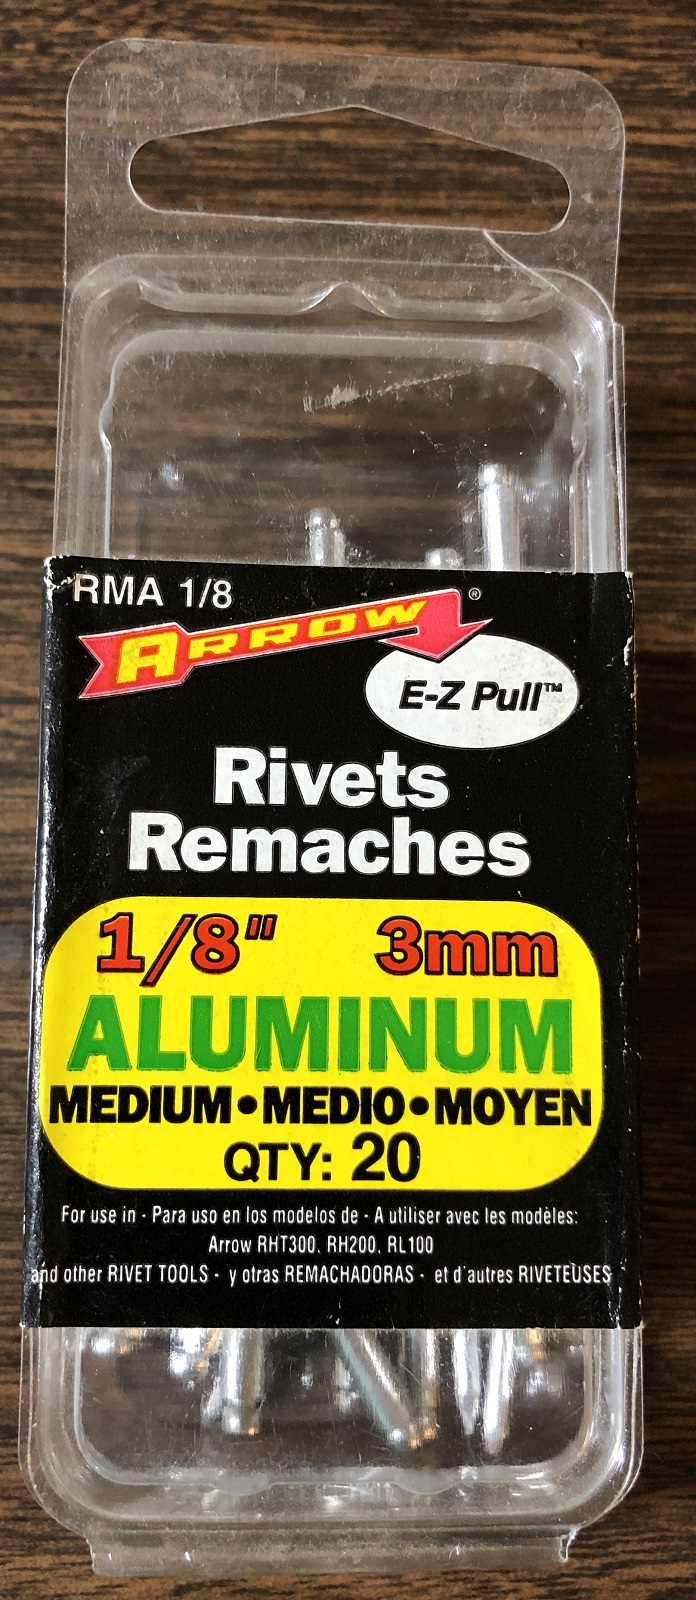 RMA 1/8
ARROW®
E-Z Pull™
Rivets
Remaches
1/8" 3mm
ALUMINUM
MEDIUM•MEDIO•MOYEN
QTY: 20
For use in - Para uso en los modelos de - A utiliser avec les modèles:
Arrow RHT300, RH200, RL100
and other RIVET TOOLS - y otras REMACHADORAS - et d'autres RIVETEUSES